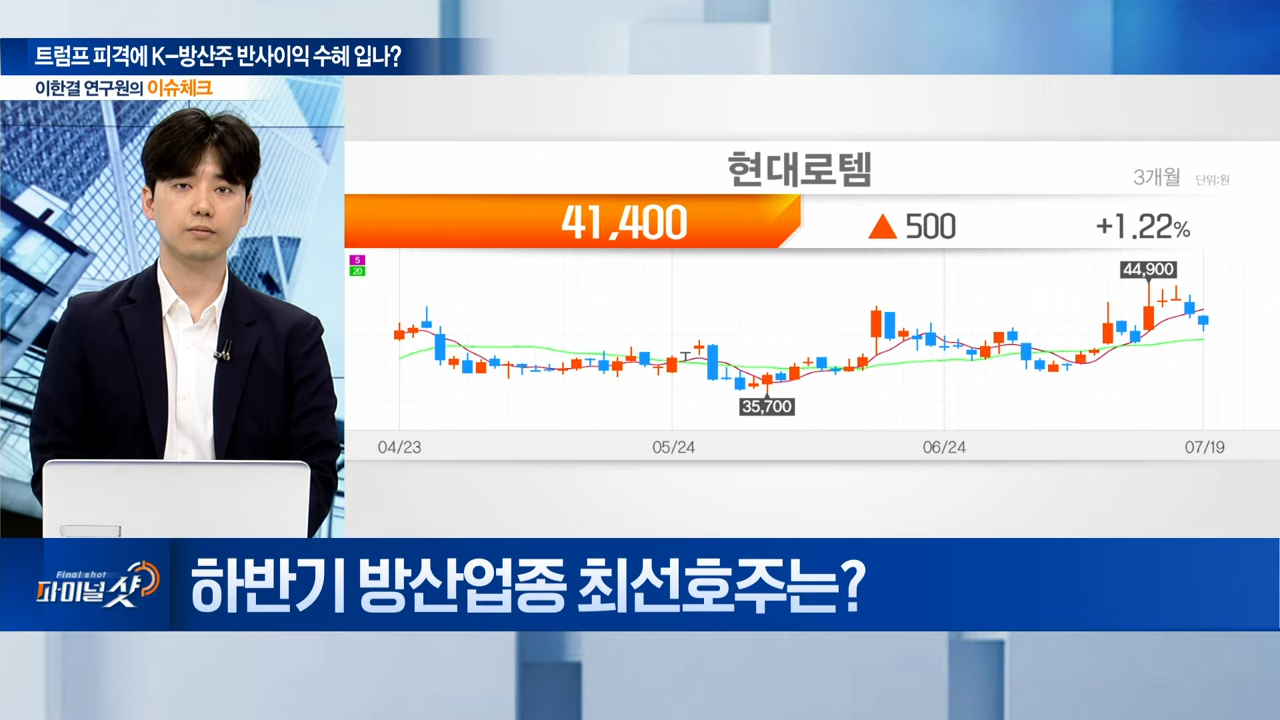 트럼프 피격에 K-방산주 반사이익 수혜 입나?
이한결 연구원의 이슈체크
현대로템
3개월 단위:원
41,400 ▲ 500 +1.22%
5
20
44,900
35,700
04/23 05/24 06/24 07/19
Final shot
파이널샷
하반기 방산업종 최선호주는?